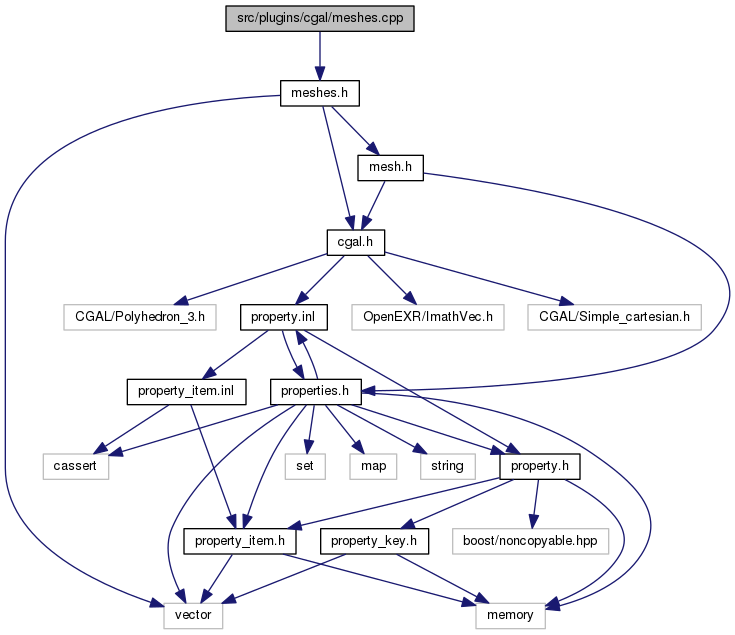 src/plugins/cgal/meshes.cpp
meshes.h
mesh.h
cgal.h
CGAL/Polyhedron_3.h
property.inl
OpenEXR/ImathVec.h
CGAL/Simple_cartesian.h
property_item.inl
properties.h
cassert
set
map
string
property.h
property_item.h
property_key.h
boost/noncopyable.hpp
vector
memory